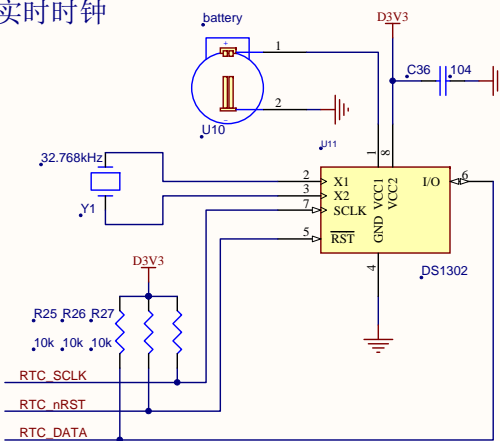 实时时钟
battery
D3V3
1
C36 104
2
U10
U11
1 8
32.768kHz
2 X1 VCC1 VCC2 I/O 6
3 X2
7 SCLK
Y1
5 RST GND
4
DS1302
D3V3
R25 R26 R27
10k 10k 10k
RTC_SCLK
RTC_nRST
RTC_DATA